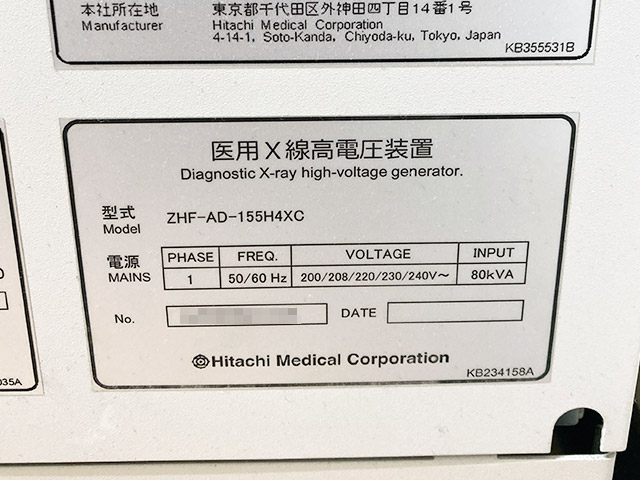 本社所在地 東京都千代田区外神田四丁目14番1号
Manufacturer Hitachi Medical Corporation
4-14-1, Soto-Kanda, Chiyoda-ku, Tokyo, Japan
KB355531B
医用X線高電圧装置
Diagnostic X-ray high-voltage generator.
型式 ZHF-AD-155H4XC
Model
電源 PHASE FREQ. VOLTAGE INPUT
MAINS 1 50/60 Hz 200/208/220/230/240V～ 80kVA
No. DATE
Hitachi Medical Corporation
KB234158A
035A